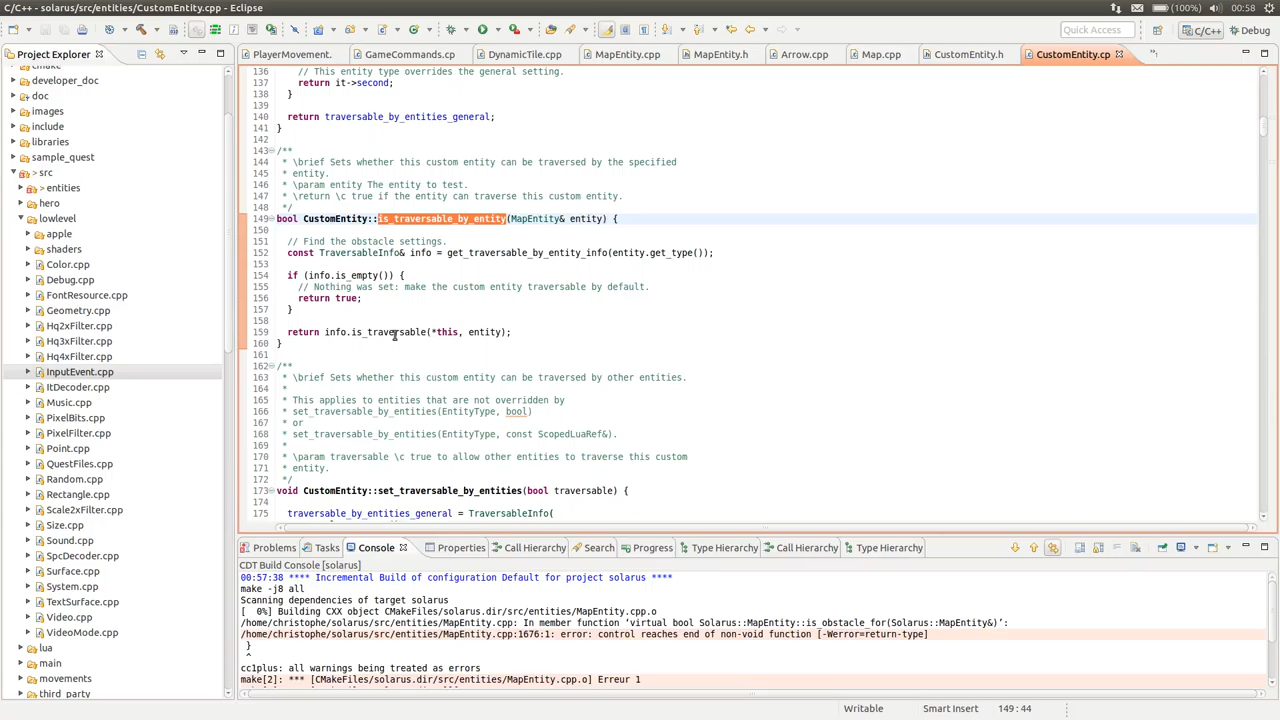 C/C++ - solarus/src/entities/CustomEntity.cpp - Eclipse
(100%)
00:58
Quick Access
C/C++
Debug
Project Explorer
PlayerMovement.
GameCommands.cp
DynamicTile.cpp
MapEntity.cpp
MapEntity.h
Arrow.cpp
Map.cpp
CustomEntity.h
CustomEntity.cp
developer_doc
doc
images
include
libraries
sample_quest
> src
> entities
hero
lowlevel
apple
shaders
Color.cpp
Debug.cpp
FontResource.cpp
Geometry.cpp
Hq2xFilter.cpp
Hq3xFilter.cpp
Hq4xFilter.cpp
InputEvent.cpp
ItDecoder.cpp
Music.cpp
PixelBits.cpp
PixelFilter.cpp
Point.cpp
QuestFiles.cpp
Random.cpp
Rectangle.cpp
Scale2xFilter.cpp
Size.cpp
Sound.cpp
SpcDecoder.cpp
Surface.cpp
System.cpp
TextSurface.cpp
Video.cpp
VideoMode.cpp
lua
main
movements
third_party
136 // This entity type overrides the general setting.
137 return it->second;
138 }
139
140 return traversable_by_entities_general;
141 }
142
143 /**
144 * \brief Sets whether this custom entity can be traversed by the specified
145 * entity.
146 * \param entity The entity to test.
147 * \return \c true if the entity can traverse this custom entity.
148 */
149 bool CustomEntity::is_traversable_by_entity(MapEntity& entity) {
150
151 // Find the obstacle settings.
152 const TraversableInfo& info = get_traversable_by_entity_info(entity.get_type());
153
154 if (info.is_empty()) {
155 // Nothing was set: make the custom entity traversable by default.
156 return true;
157 }
158
159 return info.is_traversable(*this, entity);
160 }
161
162 /**
163 * \brief Sets whether this custom entity can be traversed by other entities.
164 *
165 * This applies to entities that are not overridden by
166 * set_traversable_by_entities(EntityType, bool)
167 * or
168 * set_traversable_by_entities(EntityType, const ScopedLuaRef&).
169 *
170 * \param traversable \c true to allow other entities to traverse this custom
171 * entity.
172 */
173 void CustomEntity::set_traversable_by_entities(bool traversable) {
174
175 traversable_by_entities_general = TraversableInfo(
Problems
Tasks
Console
Properties
Call Hierarchy
Search
Progress
Type Hierarchy
Call Hierarchy
Type Hierarchy
CDT Build Console [solarus]
00:57:38 **** Incremental Build of configuration Default for project solarus ****
make -j8 all
Scanning dependencies of target solarus
[ 0%] Building CXX object CMakeFiles/solarus.dir/src/entities/MapEntity.cpp.o
/home/christophe/solarus/src/entities/MapEntity.cpp: In member function ‘virtual bool Solarus::MapEntity::is_obstacle_for(Solarus::MapEntity&)’:
/home/christophe/solarus/src/entities/MapEntity.cpp:1676:1: error: control reaches end of non-void function [-Werror=return-type]
}
^
cc1plus: all warnings being treated as errors
make[2]: *** [CMakeFiles/solarus.dir/src/entities/MapEntity.cpp.o] Erreur 1
Writable
Smart Insert
149 : 44